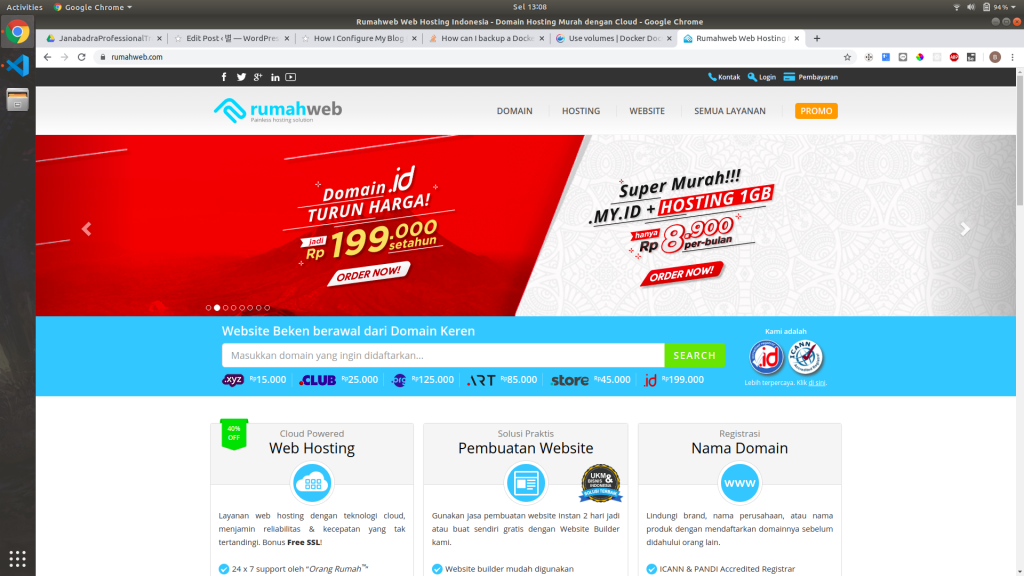 Activities
Google Chrome
Sel 13:08
94%
Rumahweb Web Hosting Indonesia - Domain Hosting Murah dengan Cloud - Google Chrome
JanabadraProfessionalTr
Edit Post ‹ 별 — WordPres
How I Configure My Blog
How can I backup a Dock
Use volumes | Docker Doc
Rumahweb Web Hosting
rumahweb.com
Kontak
Login
Pembayaran
rumahweb
Painless hosting solution
DOMAIN
HOSTING
WEBSITE
SEMUA LAYANAN
PROMO
Domain .id
TURUN HARGA!
jadi
Rp 199.000
setahun
ORDER NOW!
Super Murah!!!
.MY.ID + HOSTING 1GB
hanya
Rp 8.900
per-bulan
ORDER NOW!
Website Beken berawal dari Domain Keren
Masukkan domain yang ingin didaftarkan...
SEARCH
.xyz Rp15.000
.CLUB Rp25.000
.org Rp125.000
.ART Rp85.000
.store Rp45.000
.id Rp199.000
Kami adalah
.id
ICANN
Lebih terpercaya. Klik di sini.
40%
OFF
Cloud Powered
Web Hosting
Layanan web hosting dengan teknologi cloud,
menjamin reliabilitas & kecepatan yang tak
tertandingi. Bonus Free SSL!
24 x 7 support oleh "Orang Rumah™"
Solusi Praktis
Pembuatan Website
UKM &
BISNIS
INDONESIA
SOLUSI TERBAIK
Gunakan jasa pembuatan website instan 2 hari jadi
atau buat sendiri gratis dengan Website Builder
kami.
Website builder mudah digunakan
Registrasi
Nama Domain
www
Lindungi brand, nama perusahaan, atau nama
produk dengan mendaftarkan domainnya sebelum
didahului orang lain.
ICANN & PANDI Accredited Registrar